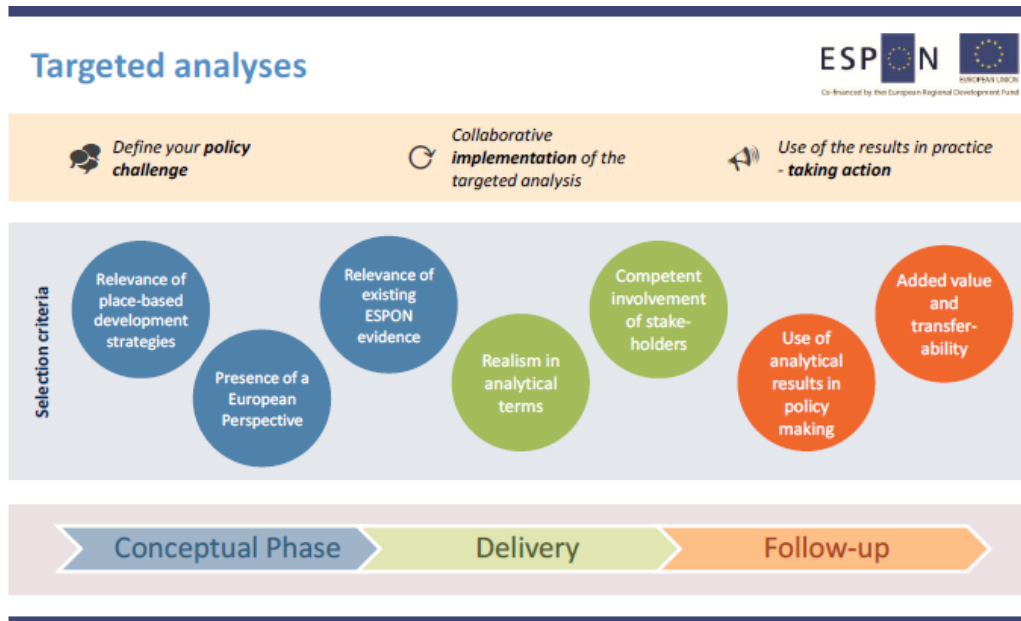 Targeted analyses
ESPON
EUROPEAN UNION
Co-financed by the European Regional Development Fund
Define your policy
challenge
Collaborative
implementation of the
targeted analysis
Use of the results in practice
- taking action
Selection criteria
Relevance of
place-based
development
strategies
Presence of a
European
Perspective
Relevance of
existing
ESPON
evidence
Realism in
analytical
terms
Competent
involvement
of stake-
holders
Use of
analytical
results in
policy
making
Added value
and
transfer-
ability
Conceptual Phase
Delivery
Follow-up